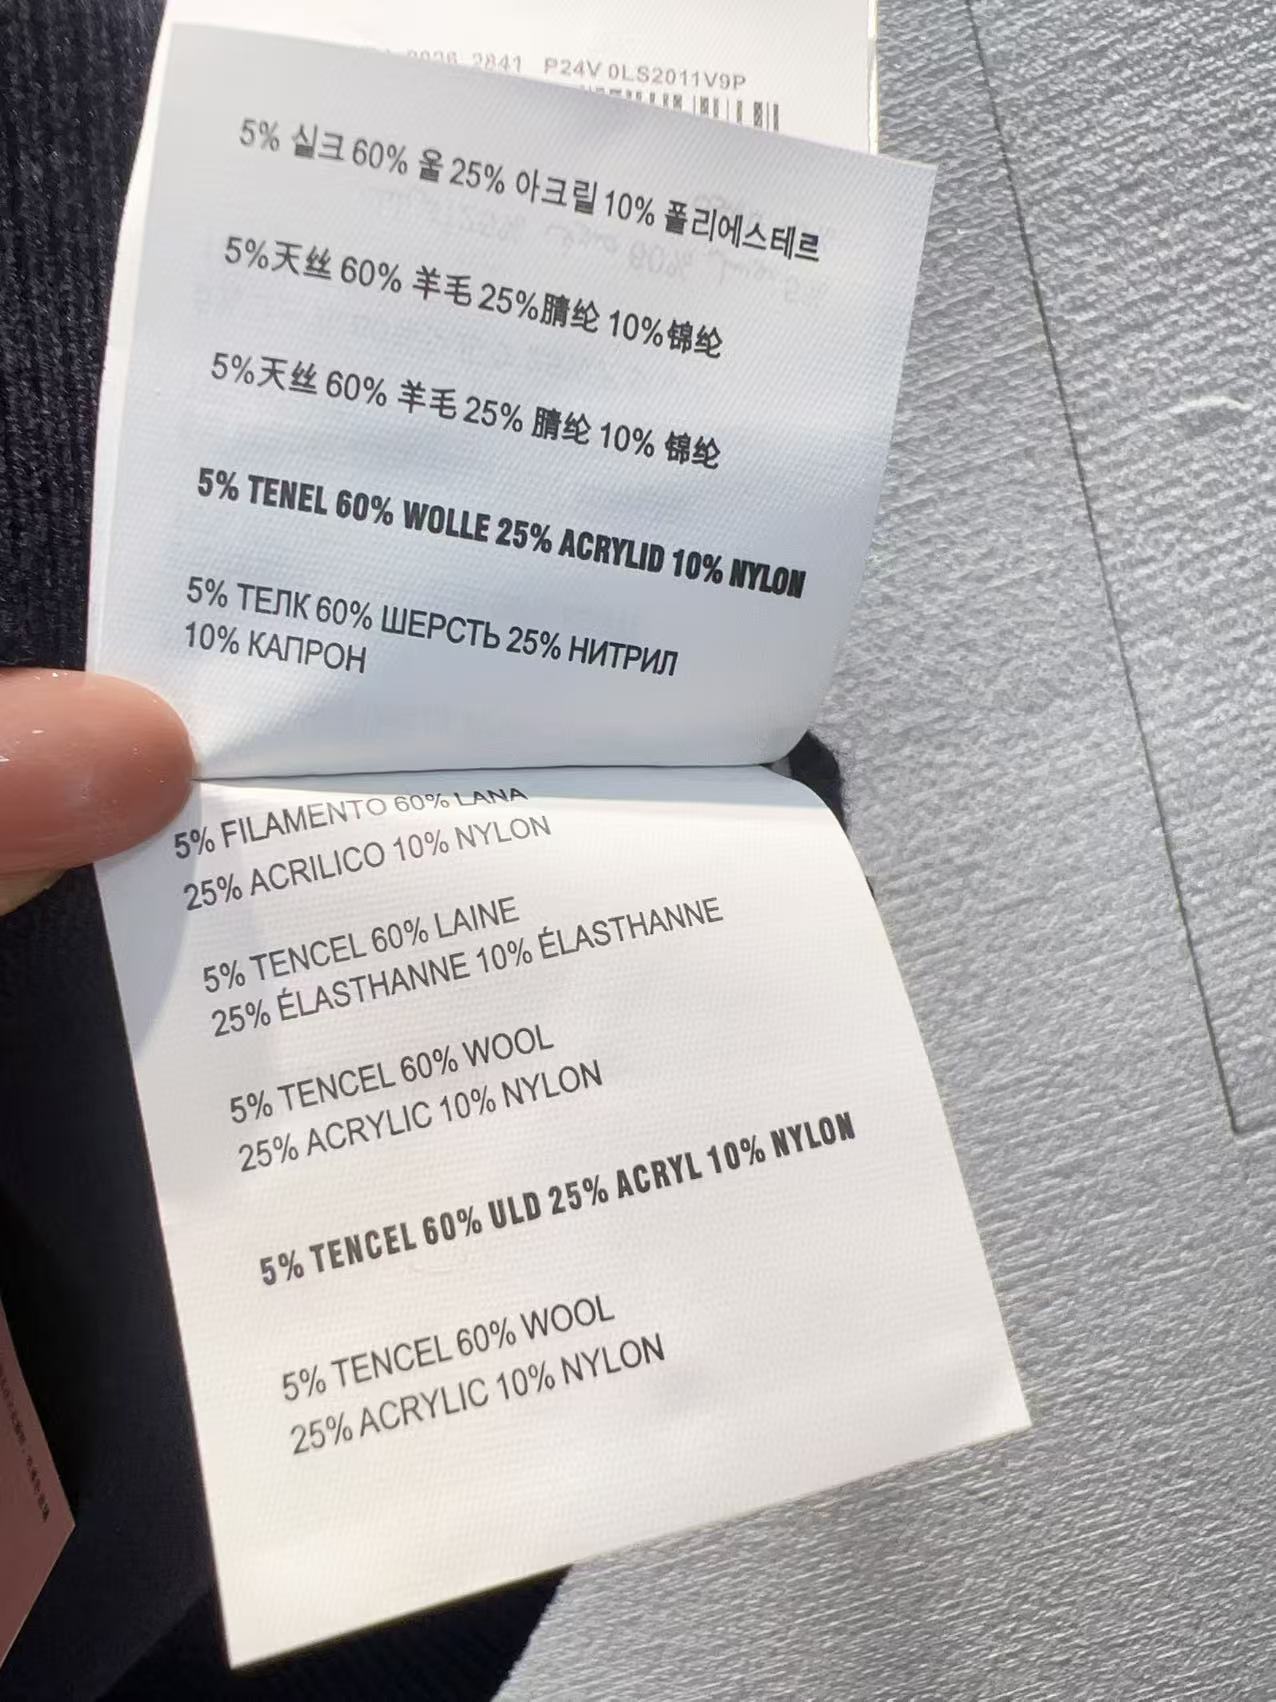 2841 P24V 0LS2011V9P
5% 실크 60% 울 25% 아크릴 10% 폴리에스테르
5%天丝 60% 羊毛 25%腈纶 10%锦纶
5%天丝 60% 羊毛 25% 腈纶 10% 锦纶
5% TENEL 60% WOLLE 25% ACRYLID 10% NYLON
5% ТЕЛК 60% ШЕРСТЬ 25% НИТРИЛ
10% КАПРОН
5% FILAMENTO 60% LANA
25% ACRILICO 10% NYLON
5% TENCEL 60% LAINE
25% ÉLASTHANNE 10% ÉLASTHANNE
5% TENCEL 60% WOOL
25% ACRYLIC 10% NYLON
5% TENCEL 60% ULD 25% ACRYL 10% NYLON
5% TENCEL 60% WOOL
25% ACRYLIC 10% NYLON